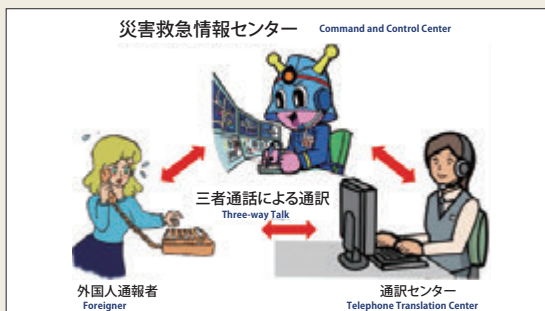 災害救急情報センター Command and Control Center
三者通話による通訳
Three-way Talk
外国人通報者
Foreigner
通訳センター
Telephone Translation Center